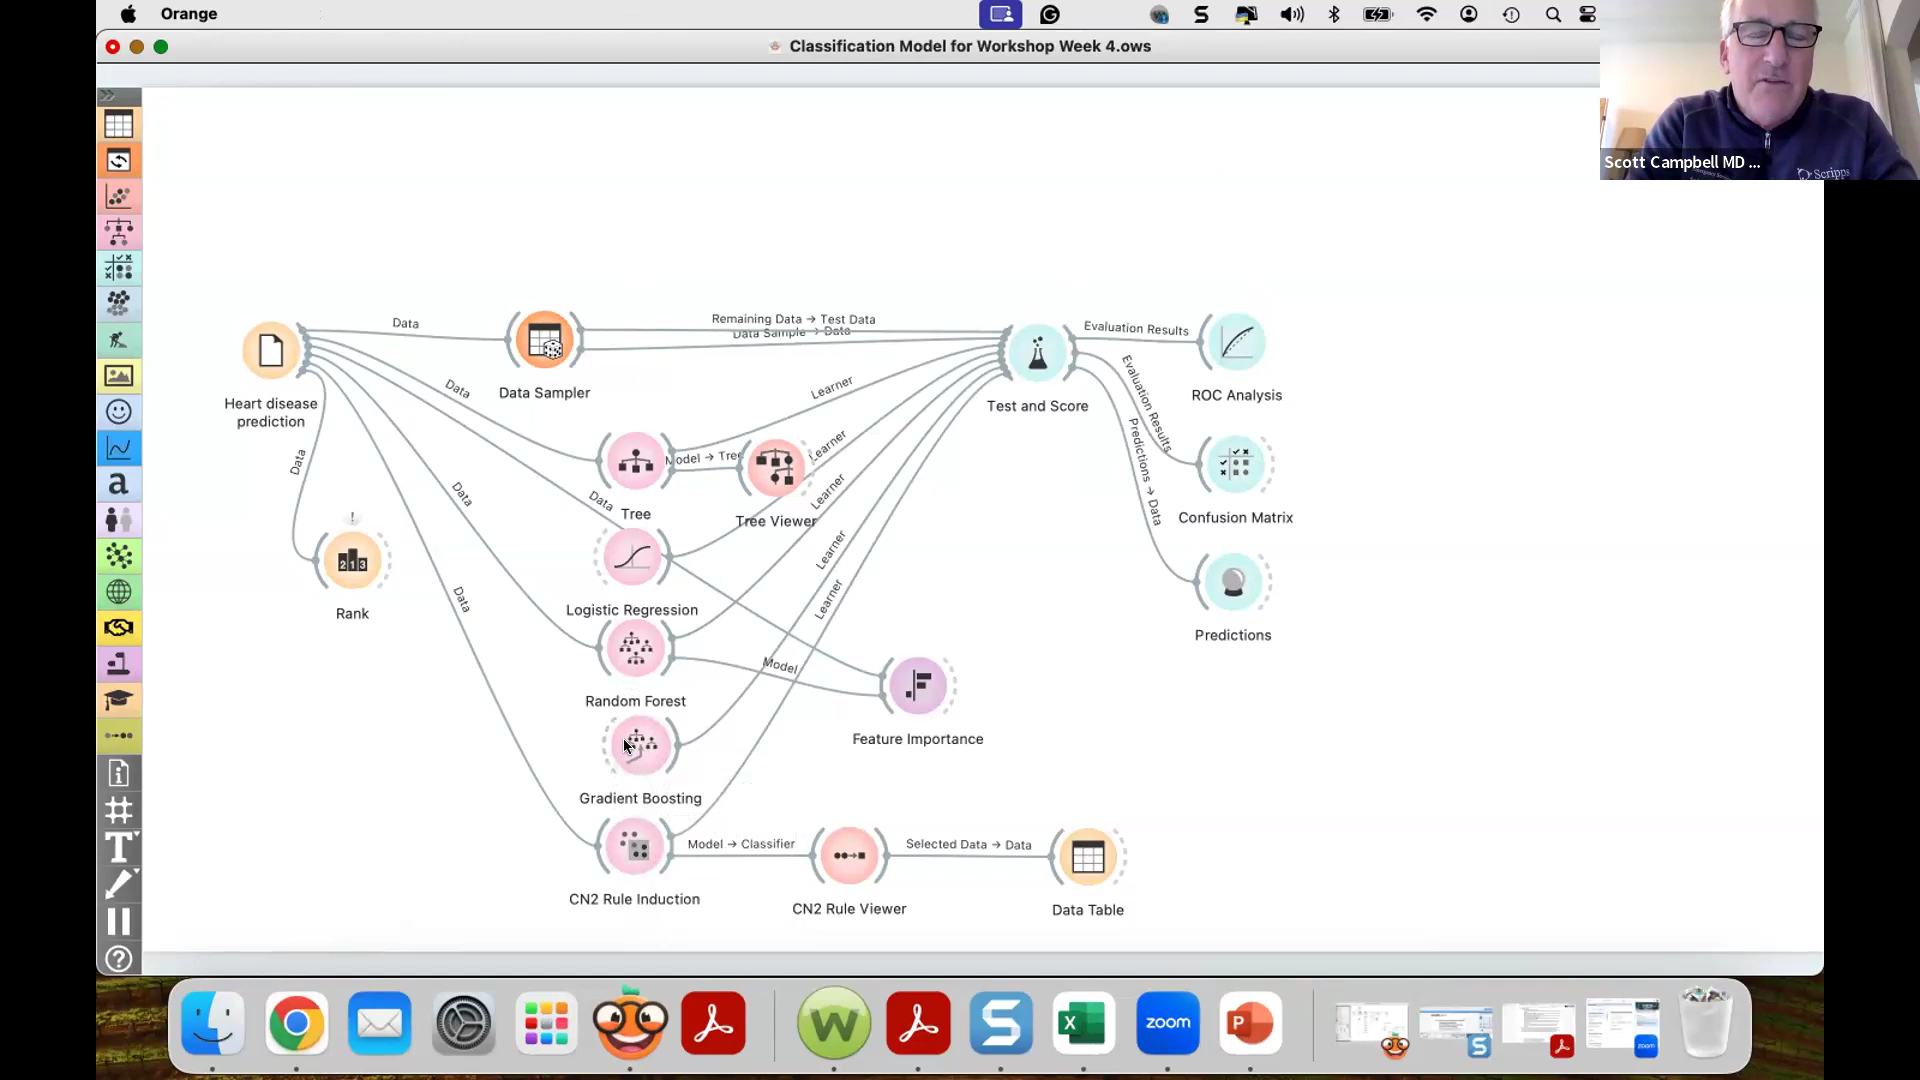 Orange
Classification Model for Workshop Week 4.ows
Scott Campbell MD ...
Scripps
Data
Remaining Data → Test Data
Data Sample → Data
Evaluation Results
Heart disease
prediction
Data Sampler
Test and Score
ROC Analysis
Data
Learner
Evaluation Results
Predictions → Data
Data
Model → Tree
Learner
Tree
Tree Viewer
Confusion Matrix
Data
Data
Learner
!
Rank
Logistic Regression
Learner
Learner
Predictions
Data
Model
Random Forest
Feature Importance
Gradient Boosting
Model → Classifier
Selected Data → Data
CN2 Rule Induction
CN2 Rule Viewer
Data Table
zoom